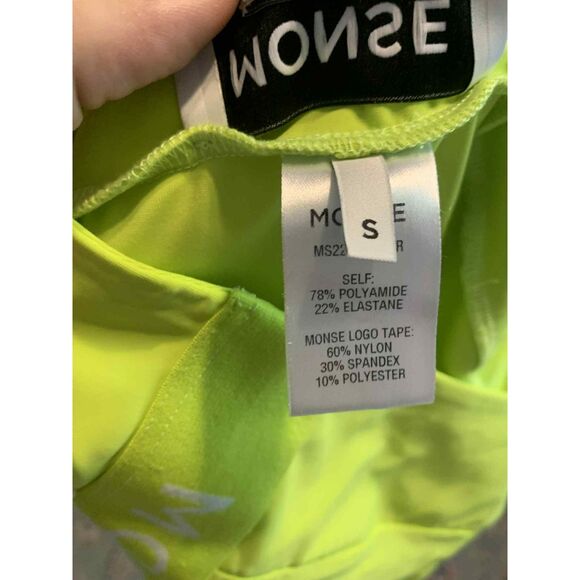 MONSE
S
SELF:
78% POLYAMIDE
22% ELASTANE
MONSE LOGO TAPE:
60% NYLON
30% SPANDEX
10% POLYESTER